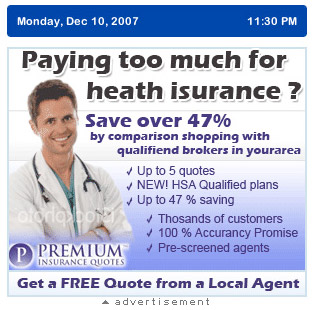 Monday, Dec 10, 2007 11:30 PM
Paying too much for
heath isurance ?
Save over 47%
by comparison shopping with
qualifiend brokers in yourarea
✓ Up to 5 quotes
✓ NEW! HSA Qualified plans
✓ Up to 47 % saving
✓ Thosands of customers
✓ 100 % Accurancy Promise
✓ Pre-screened agents
P PREMIUM
INSURANCE QUOTES™
Get a FREE Quote from a Local Agent
▲ advertisement